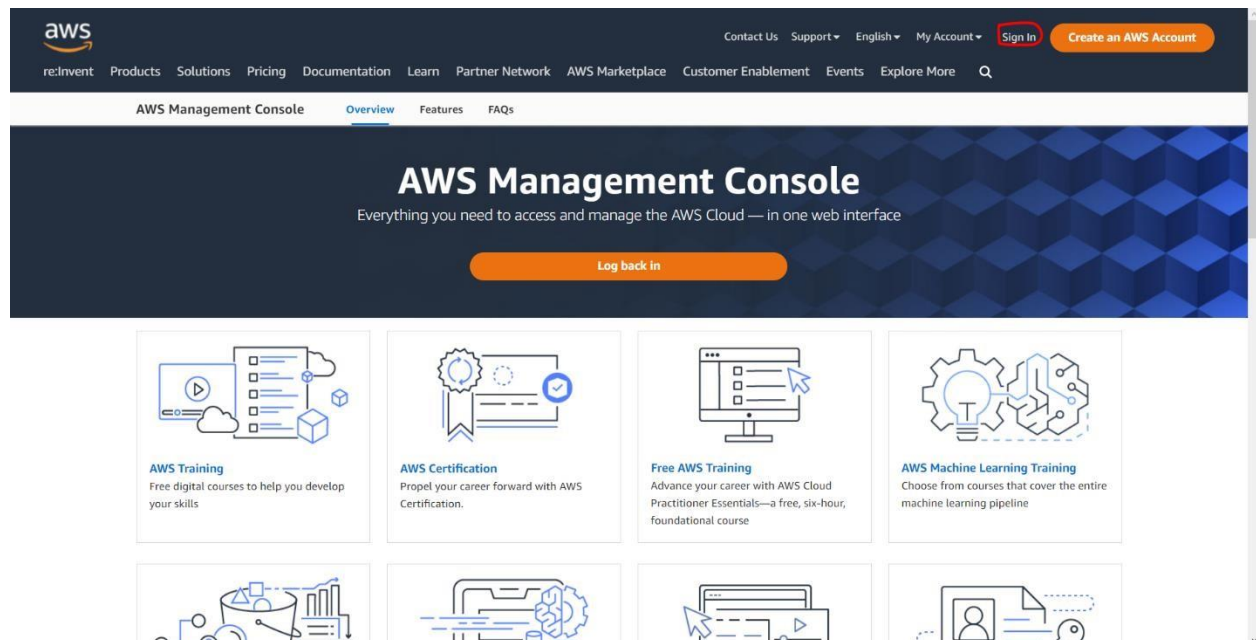 aws
Contact Us Support English My Account Sign In Create an AWS Account
re:Invent Products Solutions Pricing Documentation Learn Partner Network AWS Marketplace Customer Enablement Events Explore More
AWS Management Console Overview Features FAQs
AWS Management Console
Everything you need to access and manage the AWS Cloud — in one web interface
Log back in
AWS Training
Free digital courses to help you develop
your skills
AWS Certification
Propel your career forward with AWS
Certification.
Free AWS Training
Advance your career with AWS Cloud
Practitioner Essentials—a free, six-hour,
foundational course
AWS Machine Learning Training
Choose from courses that cover the entire
machine learning pipeline